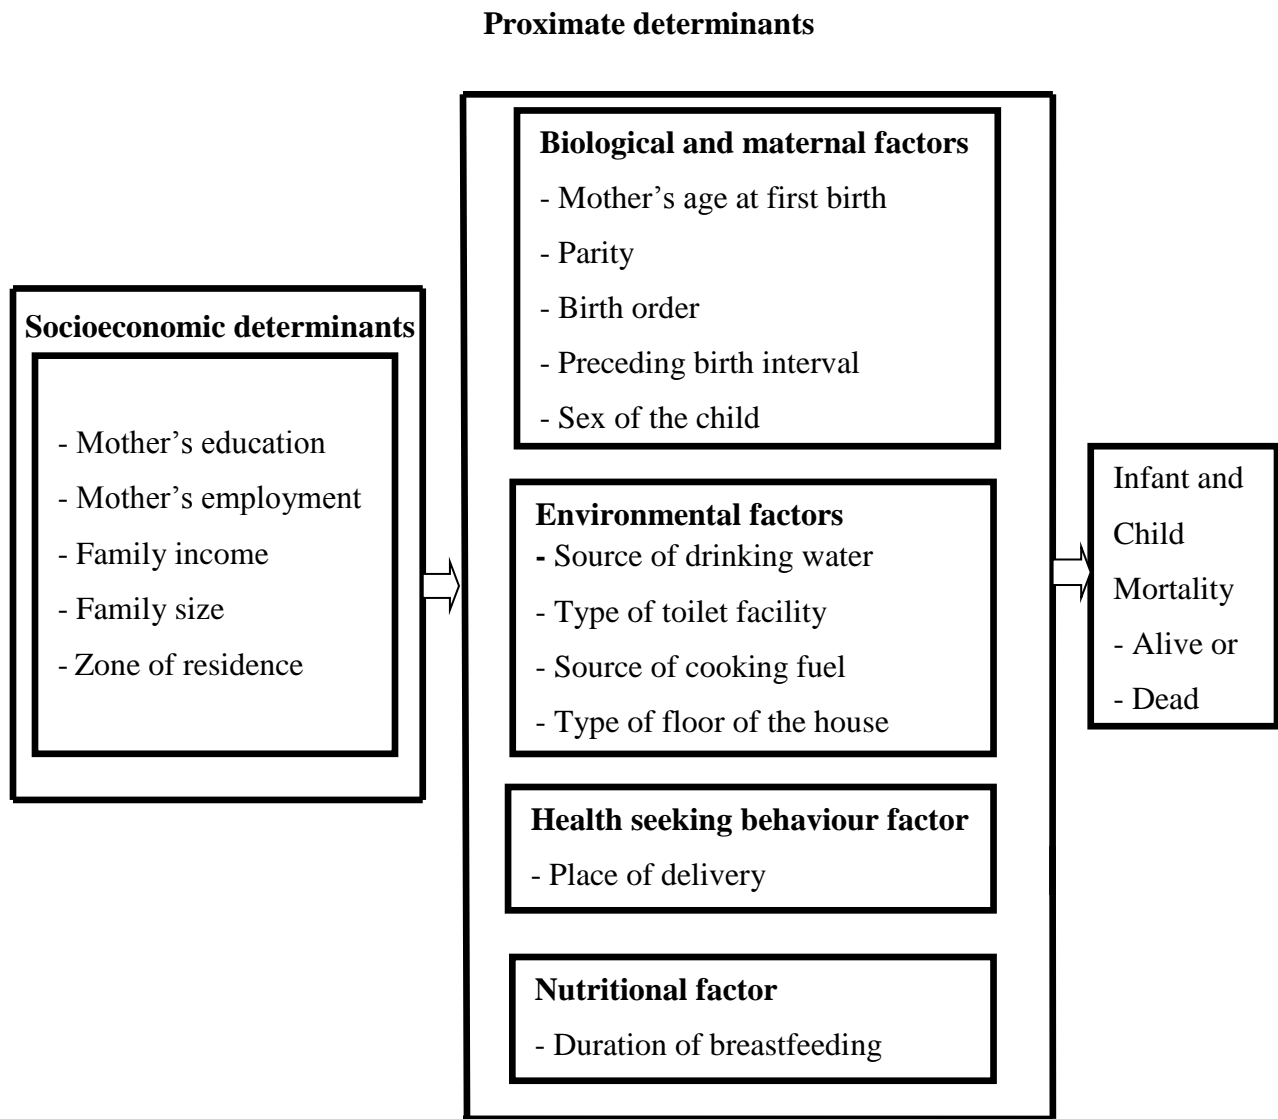 Proximate determinants
Socioeconomic determinants
- Mother’s education
- Mother’s employment
- Family income
- Family size
- Zone of residence
Biological and maternal factors
- Mother’s age at first birth
- Parity
- Birth order
- Preceding birth interval
- Sex of the child
Environmental factors
- Source of drinking water
- Type of toilet facility
- Source of cooking fuel
- Type of floor of the house
Health seeking behaviour factor
- Place of delivery
Nutritional factor
- Duration of breastfeeding
Infant and
Child
Mortality
- Alive or
- Dead